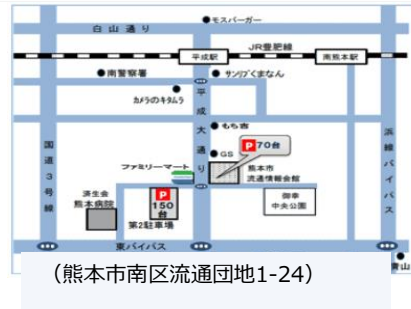 モスバーガー
白山通り
JR豊肥線
平成駅
南熊本駅
南警察署
サンリブくまなん
カメラのキタムラ
平成大通り
もち吉
GS
P70台
国道3号線
ファミリーマート
熊本市
流通情報会館
浜線バイパス
済生会
熊本病院
P
150
台
第2駐車場
御幸
中央公園
東バイパス
青山
（熊本市南区流通団地1-24）